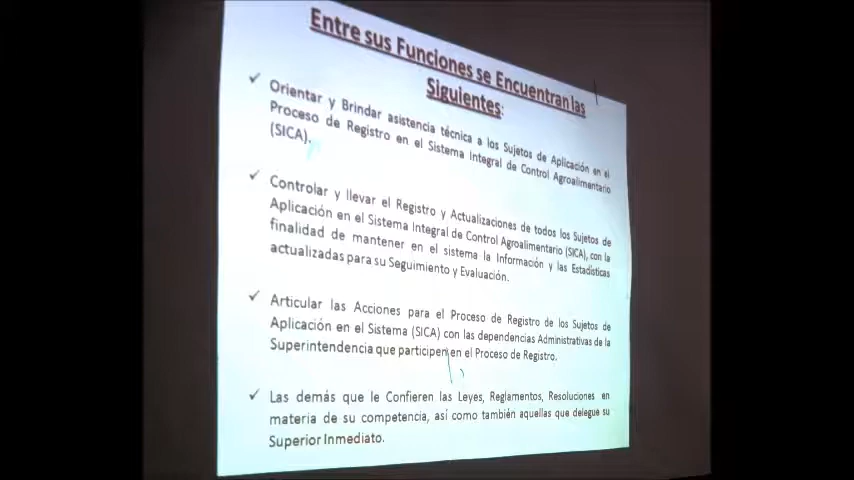 Entre sus Funciones se Encuentran las
Siguientes:
✓ Orientar y Brindar asistencia técnica a los Sujetos de Aplicación en el
Proceso de Registro en el Sistema Integral de Control Agroalimentario
(SICA).
✓ Controlar y llevar el Registro y Actualizaciones de todos los Sujetos de
Aplicación en el Sistema Integral de Control Agroalimentario (SICA), con la
finalidad de mantener en el sistema la Información y las Estadísticas
actualizadas para su Seguimiento y Evaluación.
✓ Articular las Acciones para el Proceso de Registro de los Sujetos de
Aplicación en el Sistema (SICA) con las dependencias Administrativas de la
Superintendencia que participen en el Proceso de Registro.
✓ Las demás que le Confieren las Leyes, Reglamentos, Resoluciones en
materia de su competencia, así como también aquellas que delegue su
Superior Inmediato.